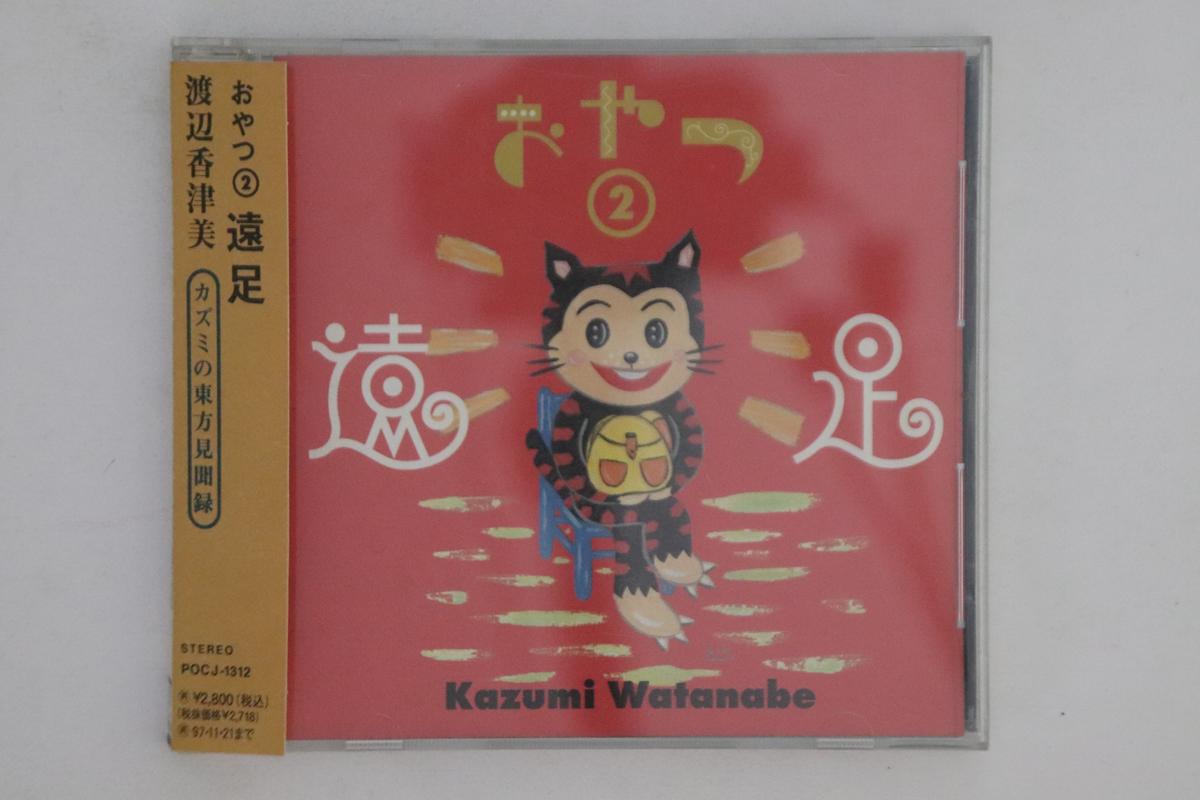 おやつ② 遠足
渡辺香津美
カズミの東方見聞録
STEREO
POCJ-1312
㊢ ¥2,800(税込)
(税抜価格¥2,718)
㊢ 97・11・21まで
おやつ
②
遠足
Kazumi Watanabe